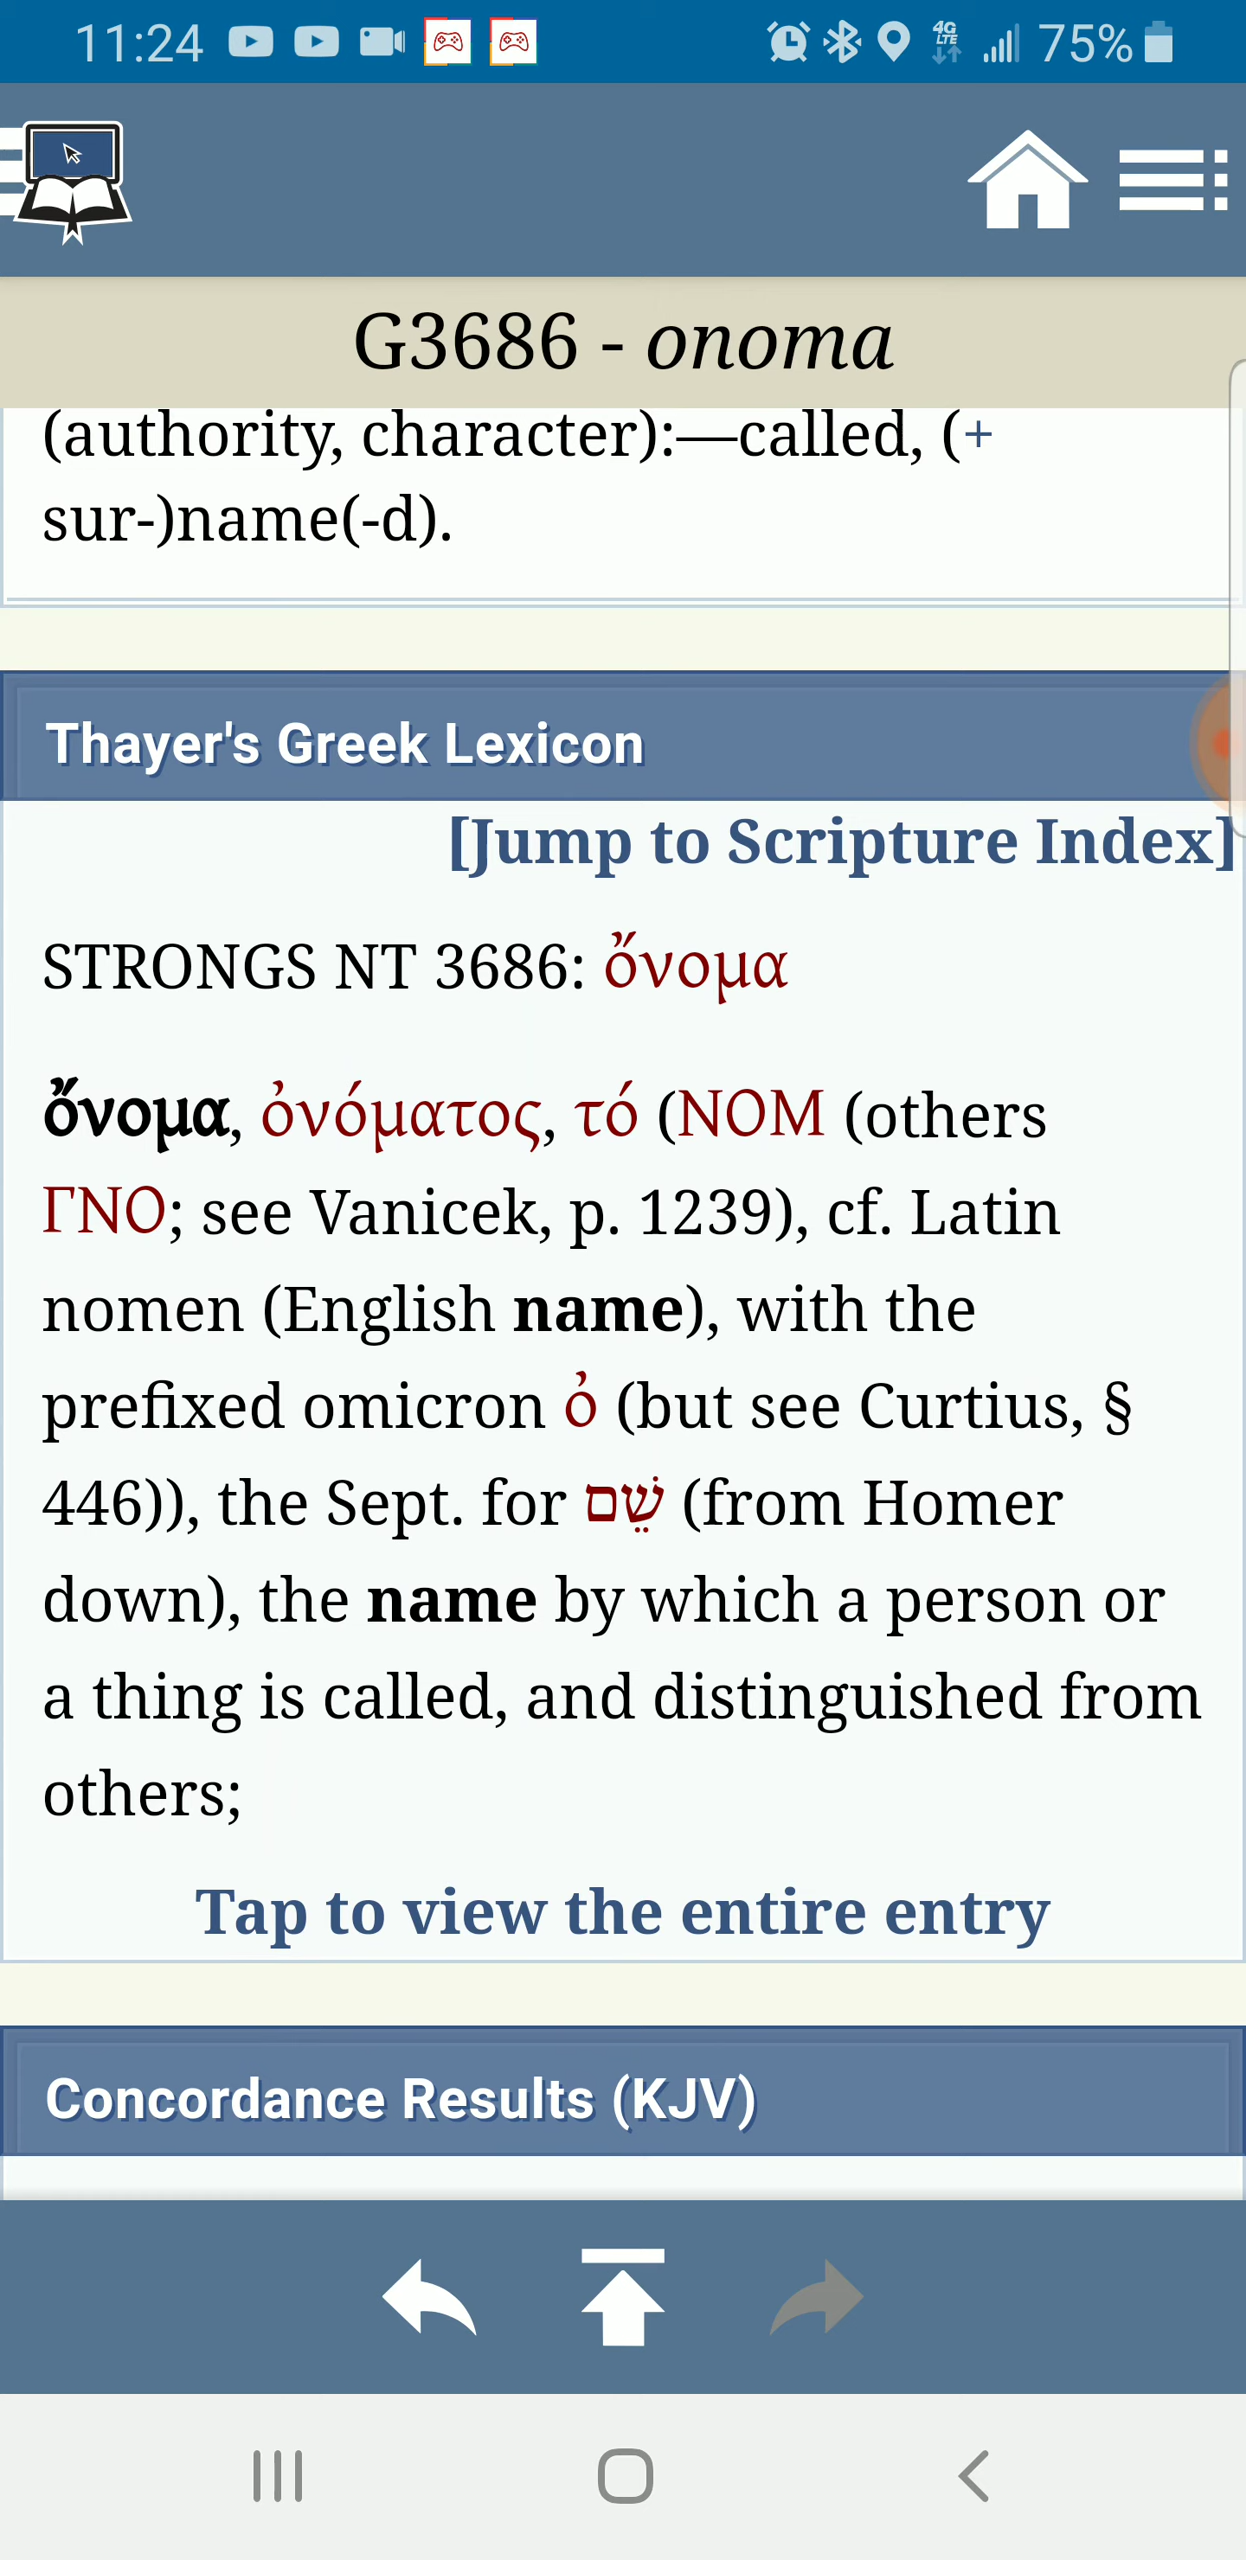 11:24
4G
LTE
75%
G3686 - onoma
(authority, character):—called, (+
sur-)name(-d).
Thayer's Greek Lexicon
[Jump to Scripture Index]
STRONGS NT 3686: ὄνομα
ὄνομα, ὀνόματος, τό (ΝΟΜ (others
ΓΝΟ; see Vanicek, p. 1239), cf. Latin
nomen (English name), with the
prefixed omicron ὀ (but see Curtius, §
446)), the Sept. for שֵׁם (from Homer
down), the name by which a person or
a thing is called, and distinguished from
others;
Tap to view the entire entry
Concordance Results (KJV)